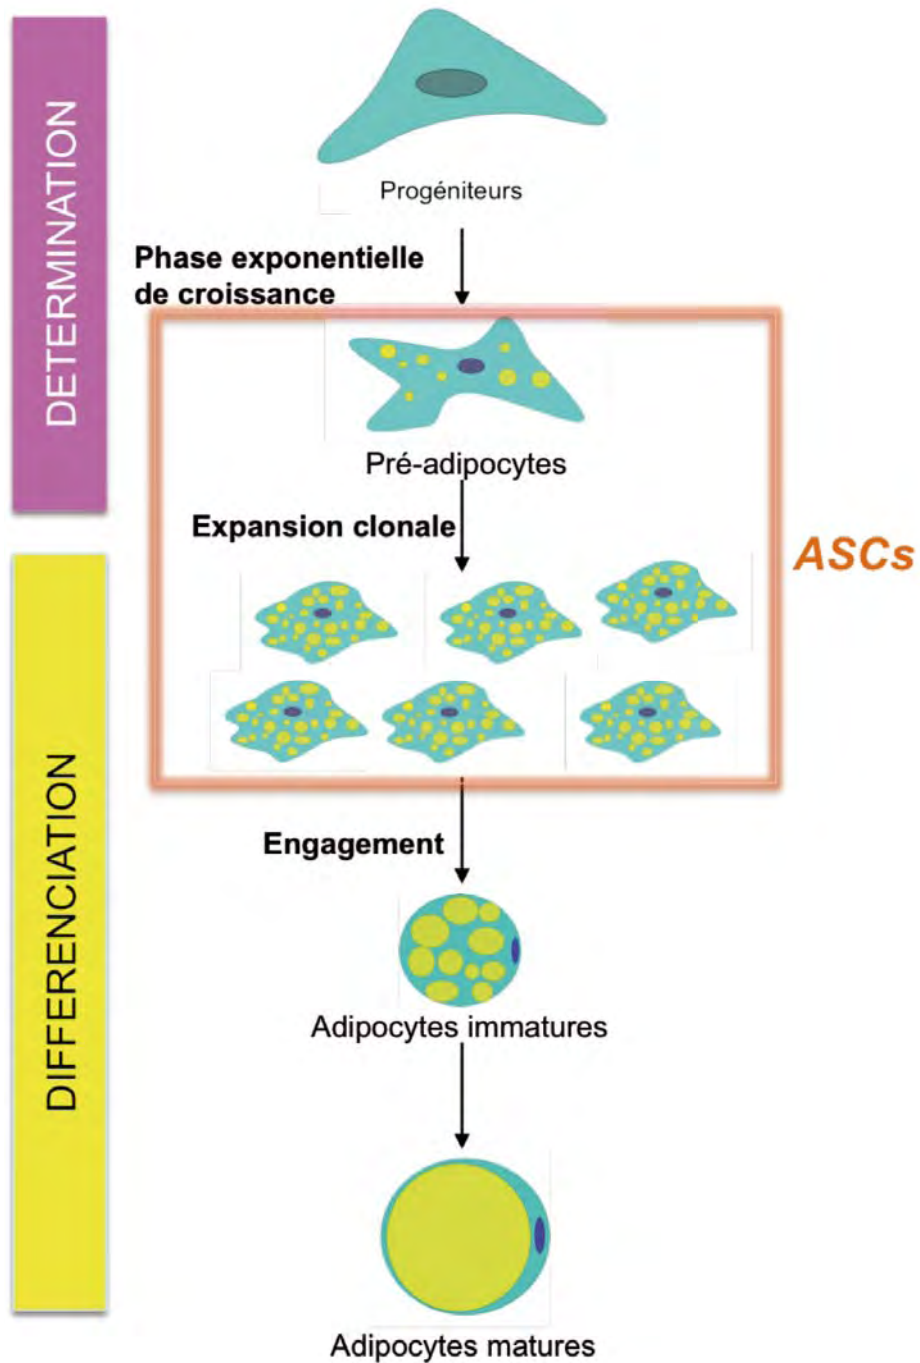 DETERMINATION
Progéniteurs
Phase exponentielle
de croissance
Pré-adipocytes
Expansion clonale
ASCs
DIFFERENCIATION
Engagement
Adipocytes immatures
Adipocytes matures